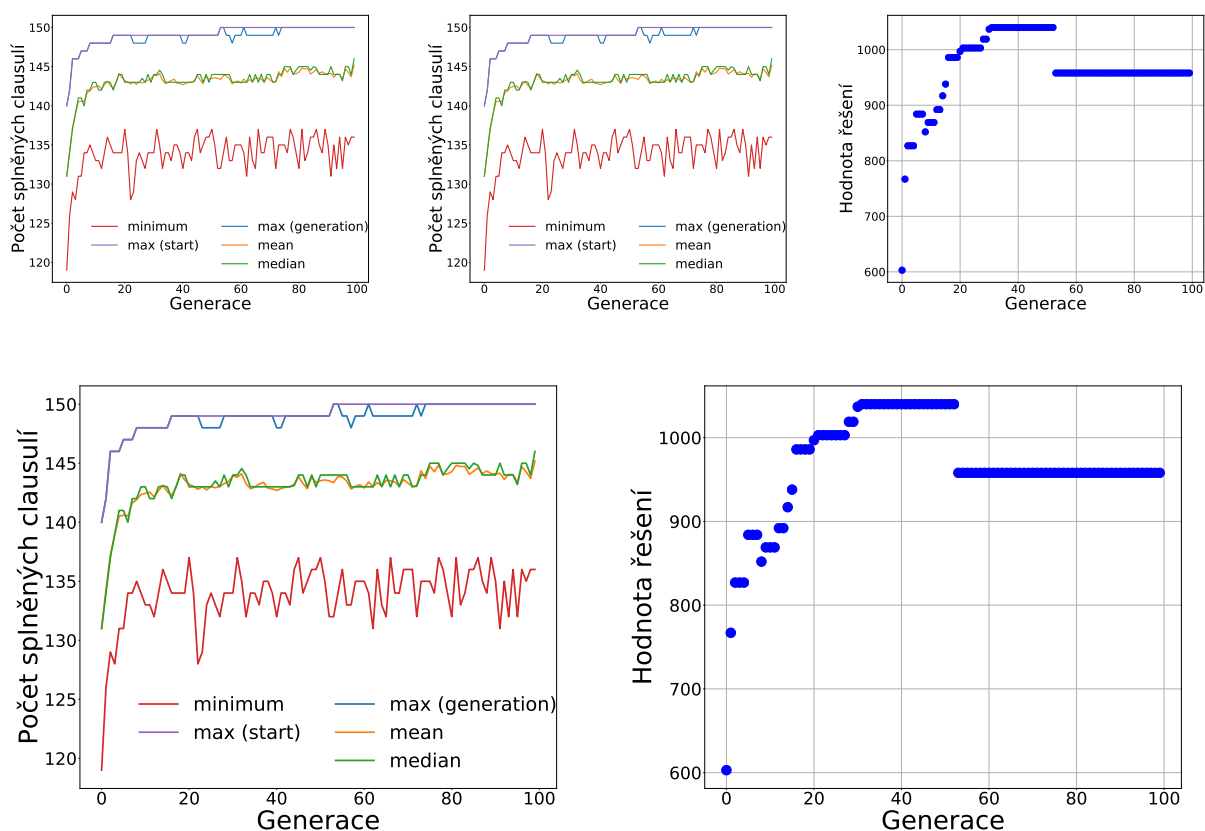 150
145
140
135
130
125
120
Počet splněných clausulí
minimum
max (start)
max (generation)
mean
median
0 20 40 60 80 100
Generace
150
145
140
135
130
125
120
Počet splněných clausulí
minimum
max (start)
max (generation)
mean
median
0 20 40 60 80 100
Generace
1000
900
800
700
600
Hodnota řešení
0 20 40 60 80 100
Generace
150
145
140
135
130
125
120
Počet splněných clausulí
minimum
max (start)
max (generation)
mean
median
0 20 40 60 80 100
Generace
1000
900
800
700
600
Hodnota řešení
0 20 40 60 80 100
Generace